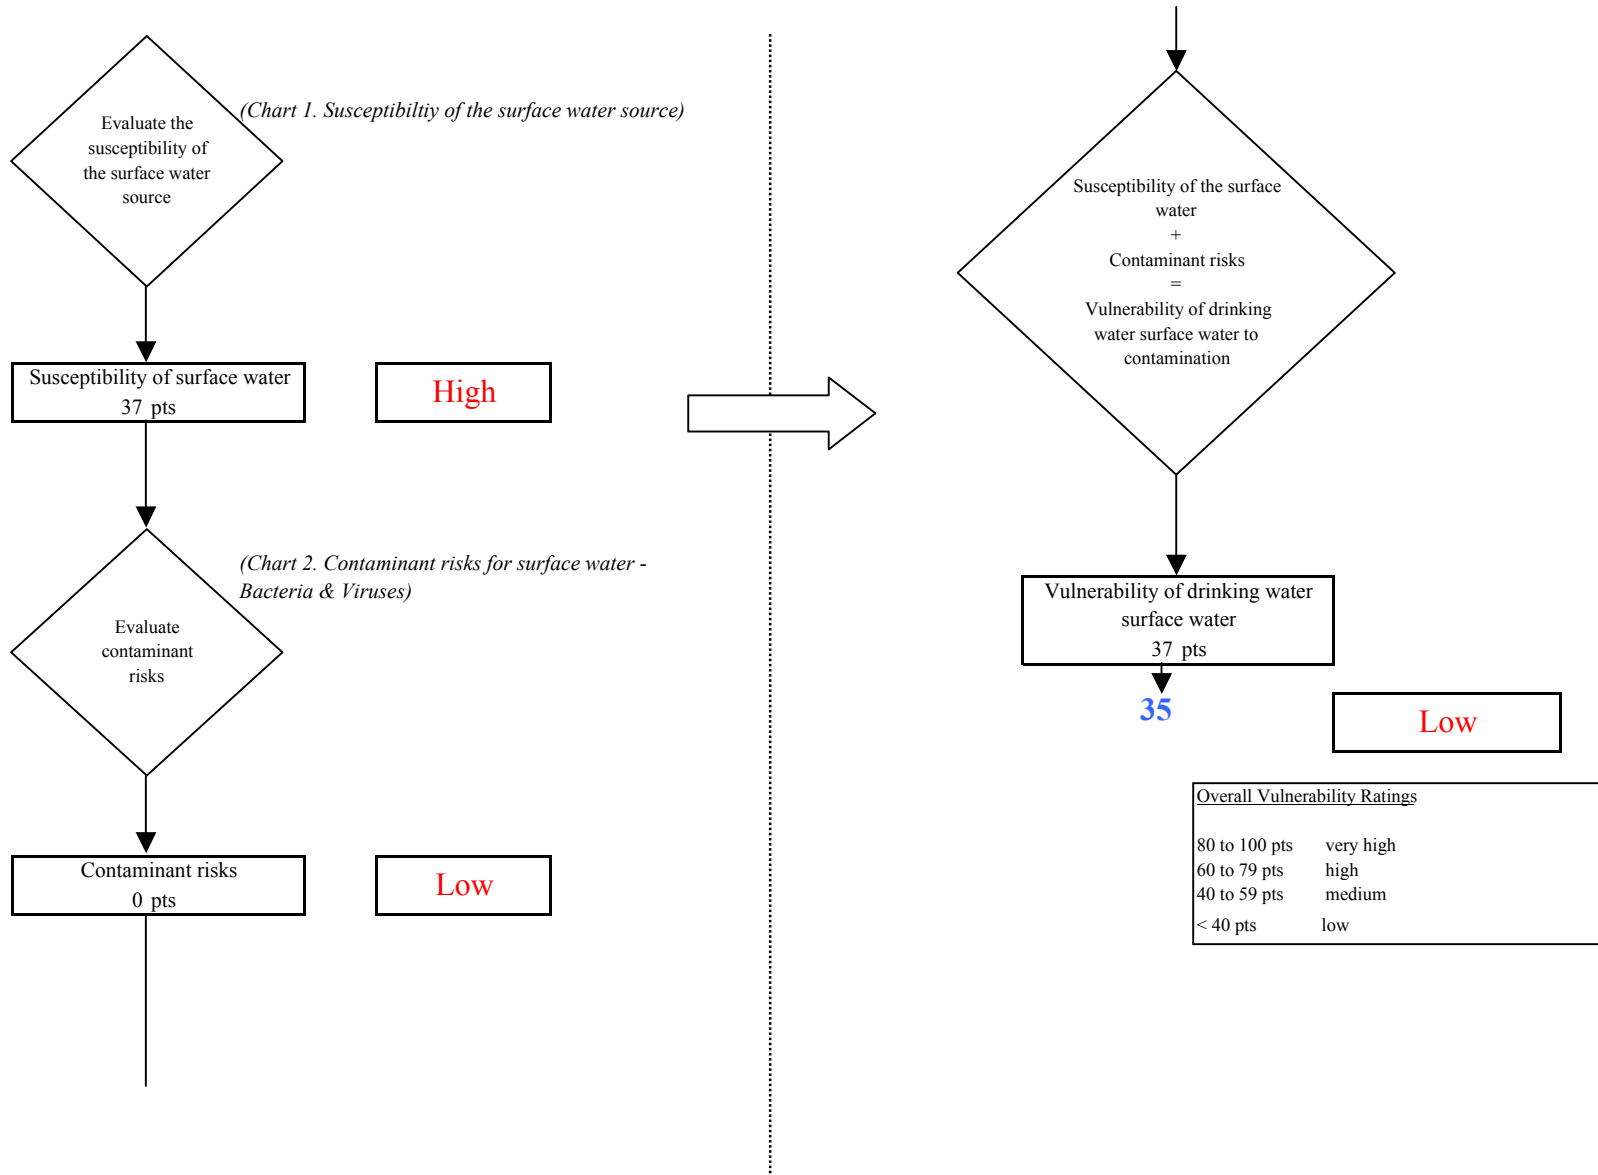 Evaluate the
susceptibility of
the surface water
source
(Chart 1. Susceptibiltiy of the surface water source)
Susceptibility of surface water
37 pts
High
(Chart 2. Contaminant risks for surface water -
Bacteria & Viruses)
Evaluate
contaminant
risks
Contaminant risks
0 pts
Low
Susceptibility of the surface
water
+
Contaminant risks
=
Vulnerability of drinking
water surface water to
contamination
Vulnerability of drinking water
surface water
37 pts
35
Low
Overall Vulnerability Ratings
80 to 100 pts very high
60 to 79 pts high
40 to 59 pts medium
< 40 pts low